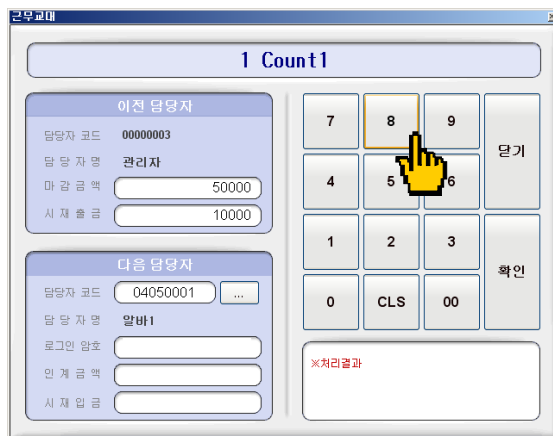 근무교대
1 Count1
이전 담당자
담당자 코드 00000003
담 당 자 명 관리자
마 감 금 액 50000
시 재 출 금 10000
다음 담당자
담당자 코드 04050001 ...
담 당 자 명 알바1
로그인 암호
인 계 금 액
시 재 입 금
7 8 9 닫기
4 5 6
1 2 3 확인
0 CLS 00
※처리결과